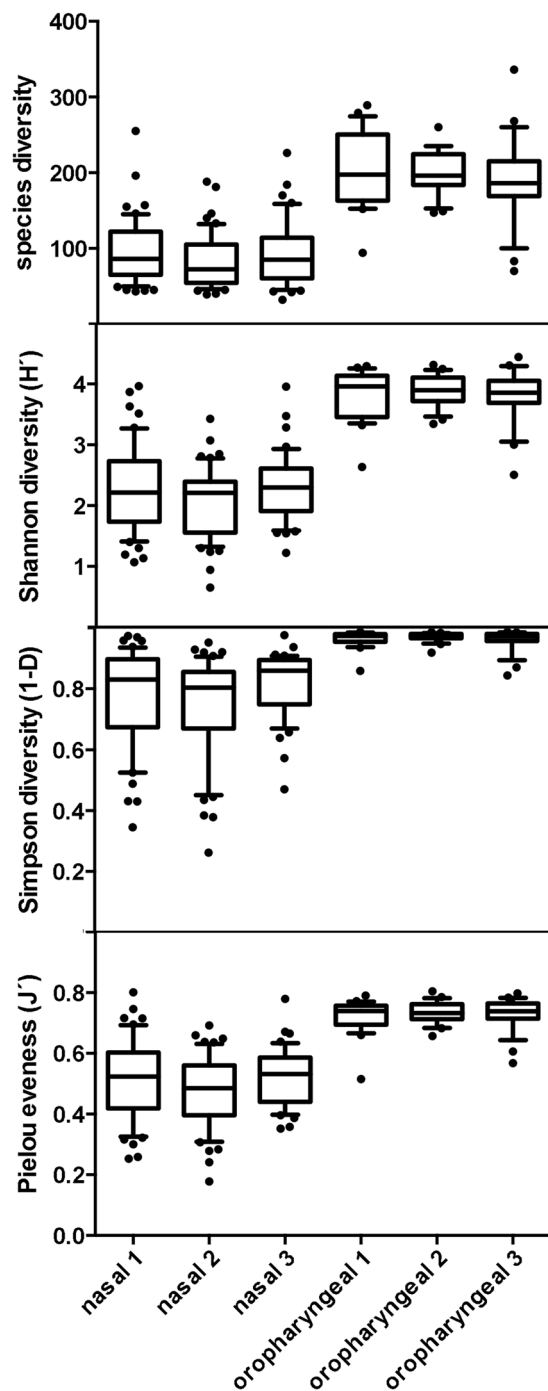 400
300
200
100
species diversity
4
3
2
1
Shannon diversity (H´)
0.8
0.6
0.4
0.2
Simpson diversity (1-D)
0.8
0.6
0.4
0.2
0.0
Pielou eveness (J´)
nasal 1
nasal 2
nasal 3
oropharyngeal 1
oropharyngeal 2
oropharyngeal 3